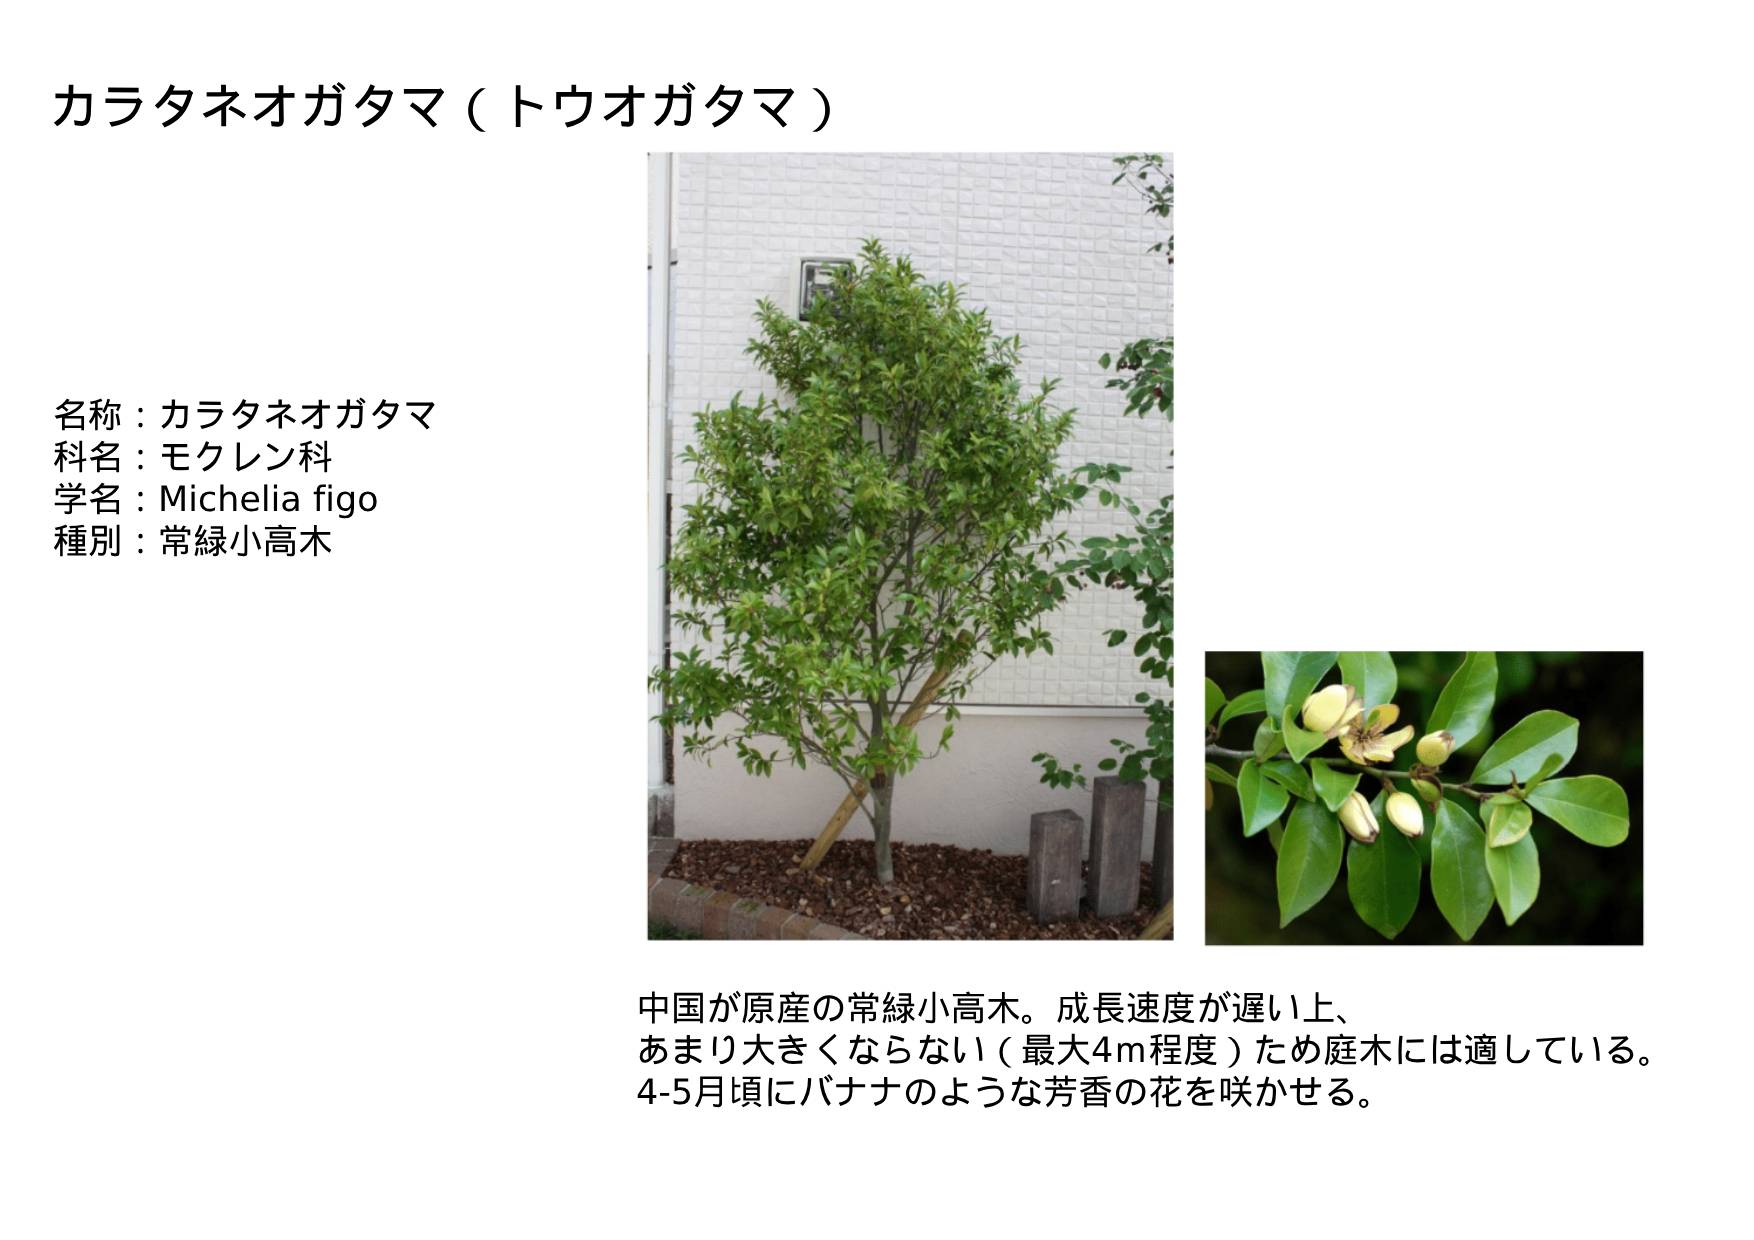 カラタネオガタマ（トウオガタマ）
名称：カラタネオガタマ
科名：モクレン科
学名：Michelia figo
種別：常緑小高木
中国が原産の常緑小高木。成長速度が遅い上、
あまり大きくならない（最大4m程度）ため庭木には適している。
4-5月頃にバナナのような芳香の花を咲かせる。